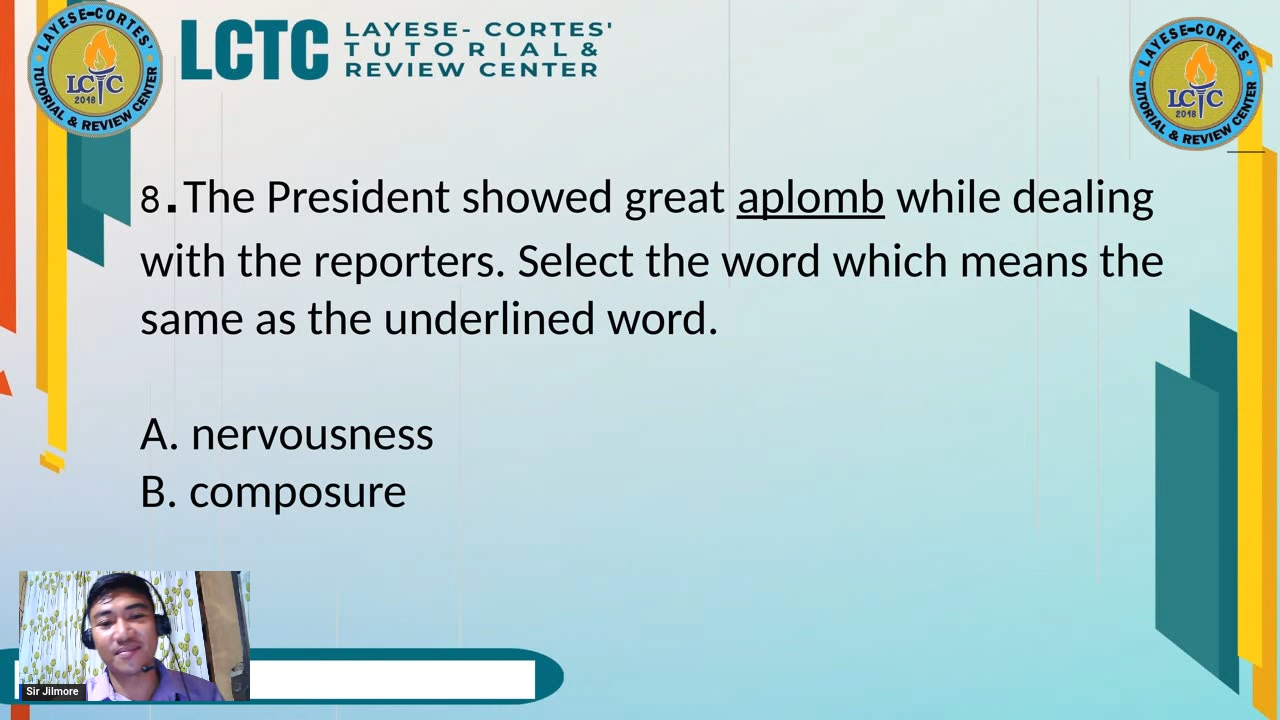 LAYESE-CORTES'
LCTC
2018
TUTORIAL & REVIEW CENTER
LCTC
LAYESE- CORTES'
TUTORIAL &
REVIEW CENTER
LAYESE-CORTES'
LCTC
2018
TUTORIAL & REVIEW CENTER
8.The President showed great aplomb while dealing
with the reporters. Select the word which means the
same as the underlined word.
A. nervousness
B. composure
Sir Jilmore